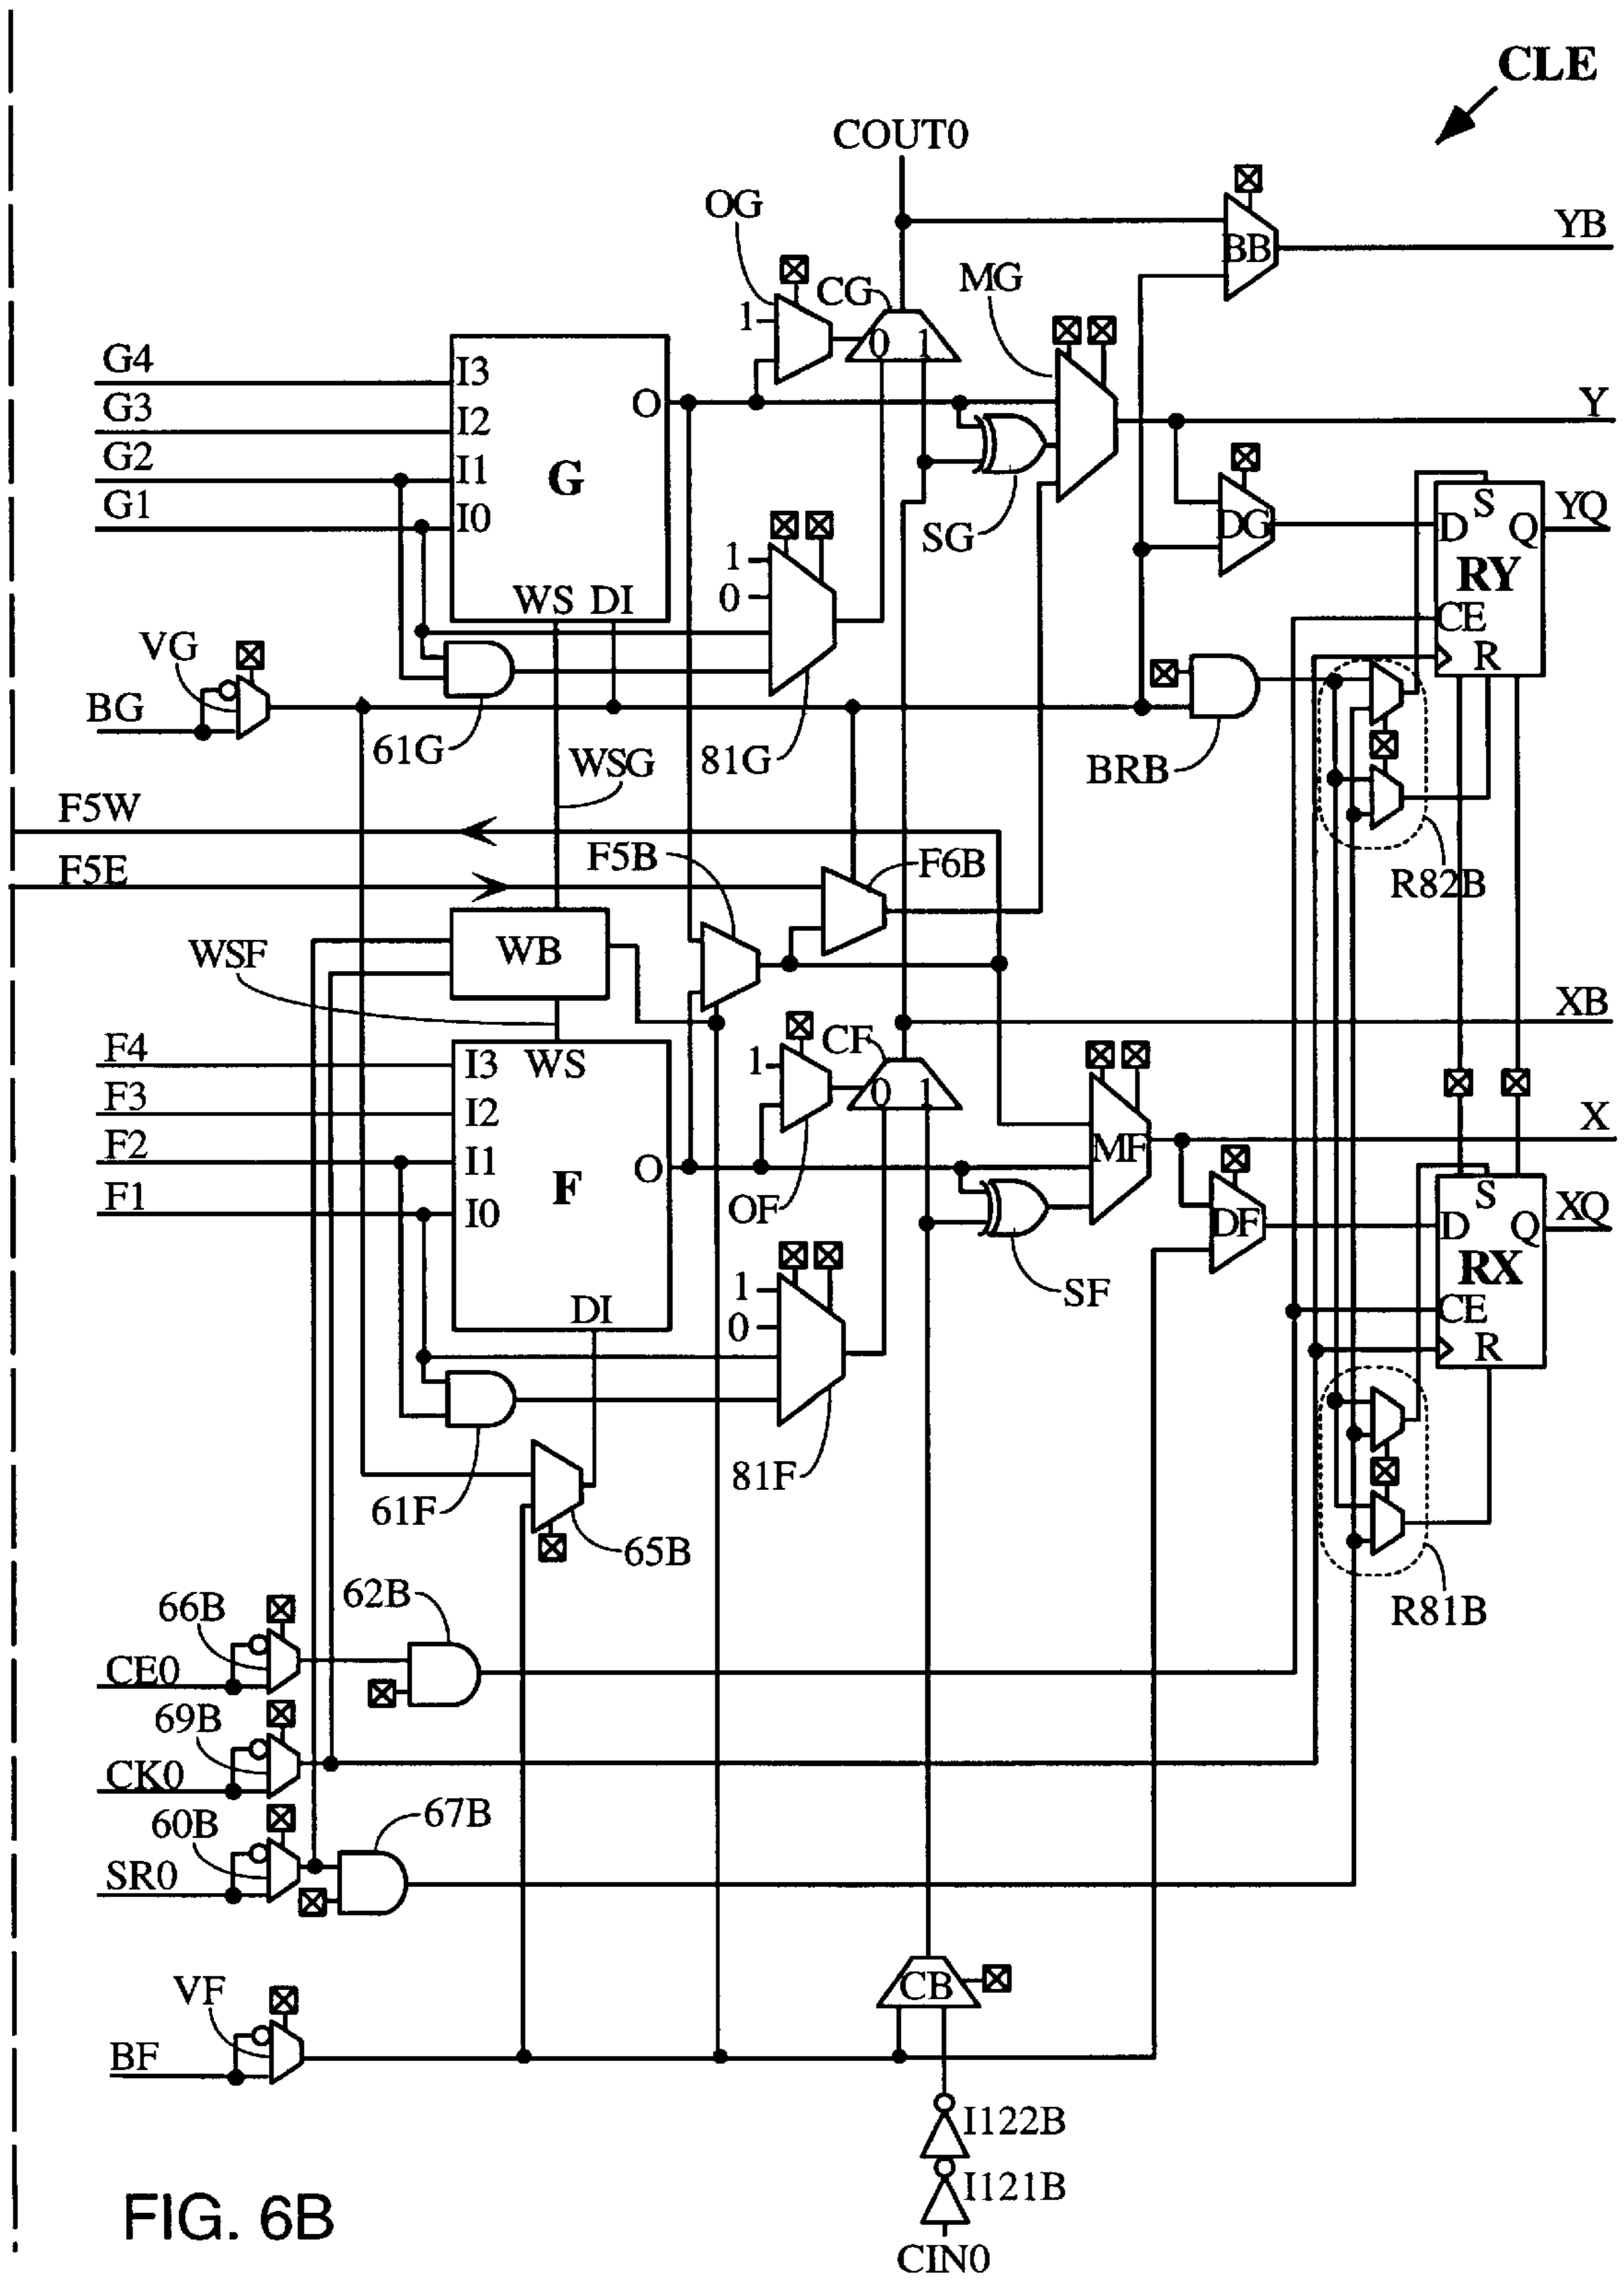 CLE
COUT0
OG
CG
MG
BB
YB
1
0 1
G4
G3
G2
G1
I3
I2
I1
I0
O
G
WS DI
Y
SG
DG
S
D
Q
YQ
RY
CE
R
1
0
VG
BG
61G
WSG
81G
BRB
R82B
F5W
F5E
F5B
F6B
WSF
WB
XB
F4
F3
F2
F1
I3
I2
I1
I0
WS
O
F
DI
1
CF
0 1
OF
MF
X
SF
DF
S
D
Q
XQ
RX
CE
R
1
0
81F
61F
65B
R81B
66B
62B
CE0
69B
CK0
60B
67B
SR0
VF
BF
CB
I122B
I121B
CIN0
FIG. 6B